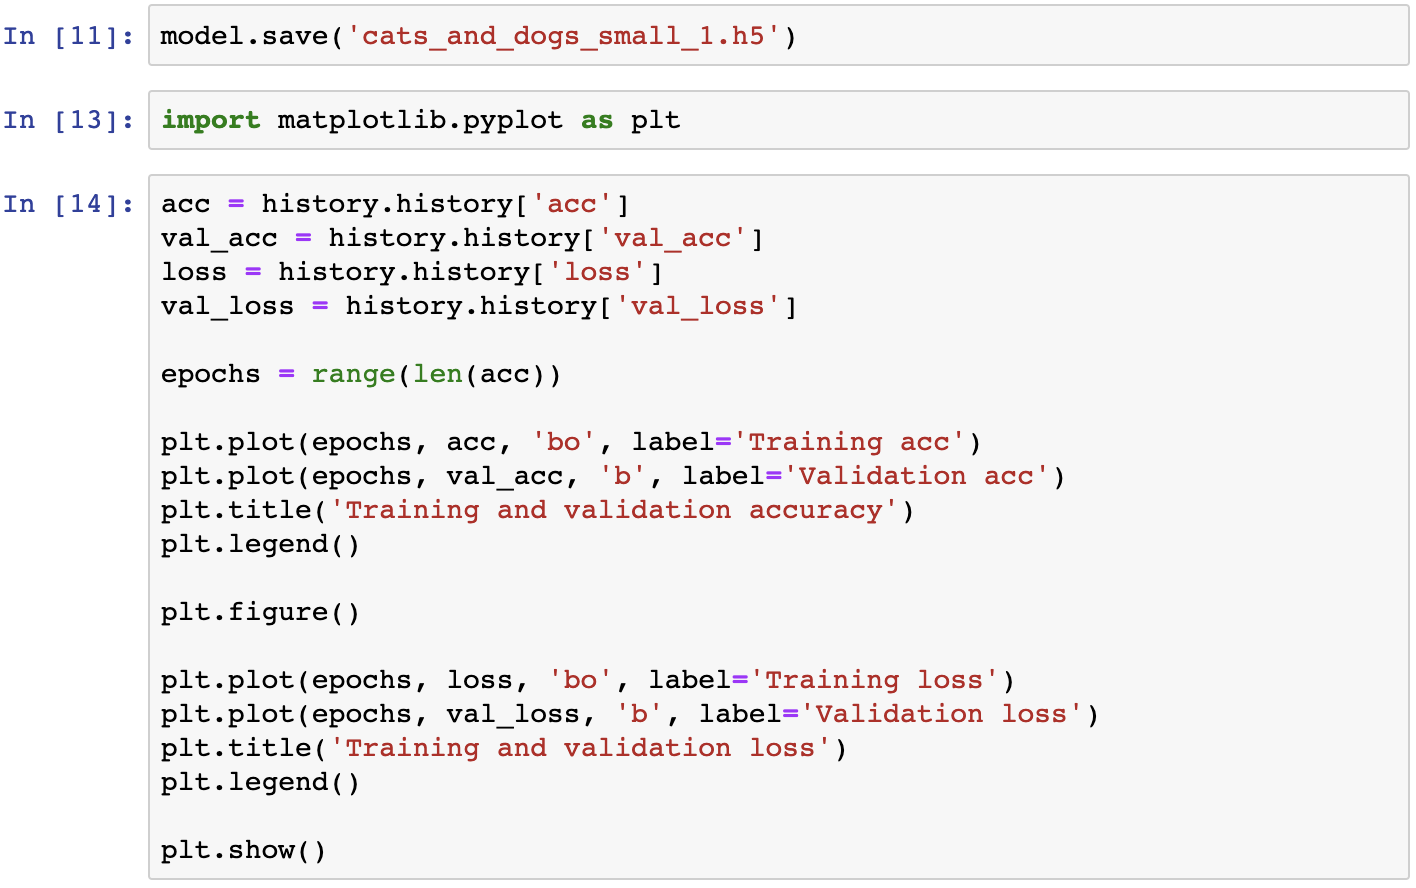 In [11]: model.save('cats_and_dogs_small_1.h5')
In [13]: import matplotlib.pyplot as plt
In [14]: acc = history.history['acc']
val_acc = history.history['val_acc']
loss = history.history['loss']
val_loss = history.history['val_loss']
epochs = range(len(acc))
plt.plot(epochs, acc, 'bo', label='Training acc')
plt.plot(epochs, val_acc, 'b', label='Validation acc')
plt.title('Training and validation accuracy')
plt.legend()
plt.figure()
plt.plot(epochs, loss, 'bo', label='Training loss')
plt.plot(epochs, val_loss, 'b', label='Validation loss')
plt.title('Training and validation loss')
plt.legend()
plt.show()